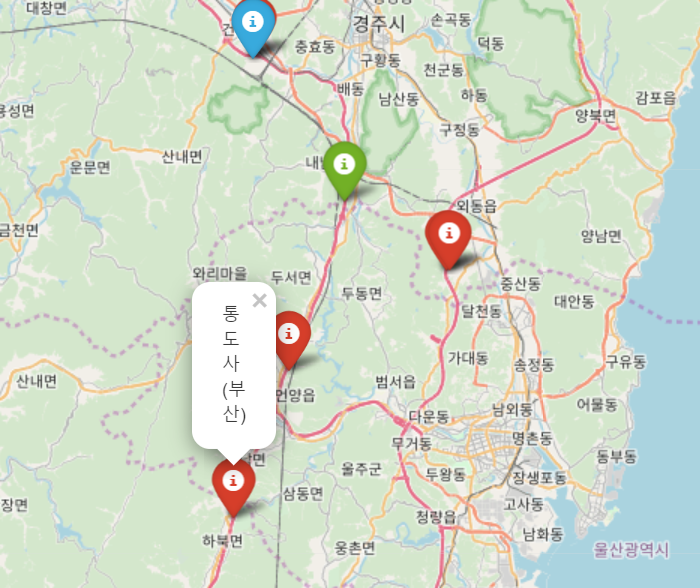 대창면
경주시
손곡동
건
충효동
덕동
구황동
천군동
배동
하동
감포읍
남산동
용성면
양북면
구정동
산내면
운문면
외동읍
금천면
양남면
와리마을
두서면
두동면
중산동
대안동
달천동
×
통
도
사
(부
산)
가대동
송정동
구유동
산내면
범서읍
언양읍
어물동
다운동
남외동
무거동
명촌동
동부동
울주군
두왕동
장생포동
삼동면
고사동
청량읍
남화동
하북면
웅촌면
울산광역시